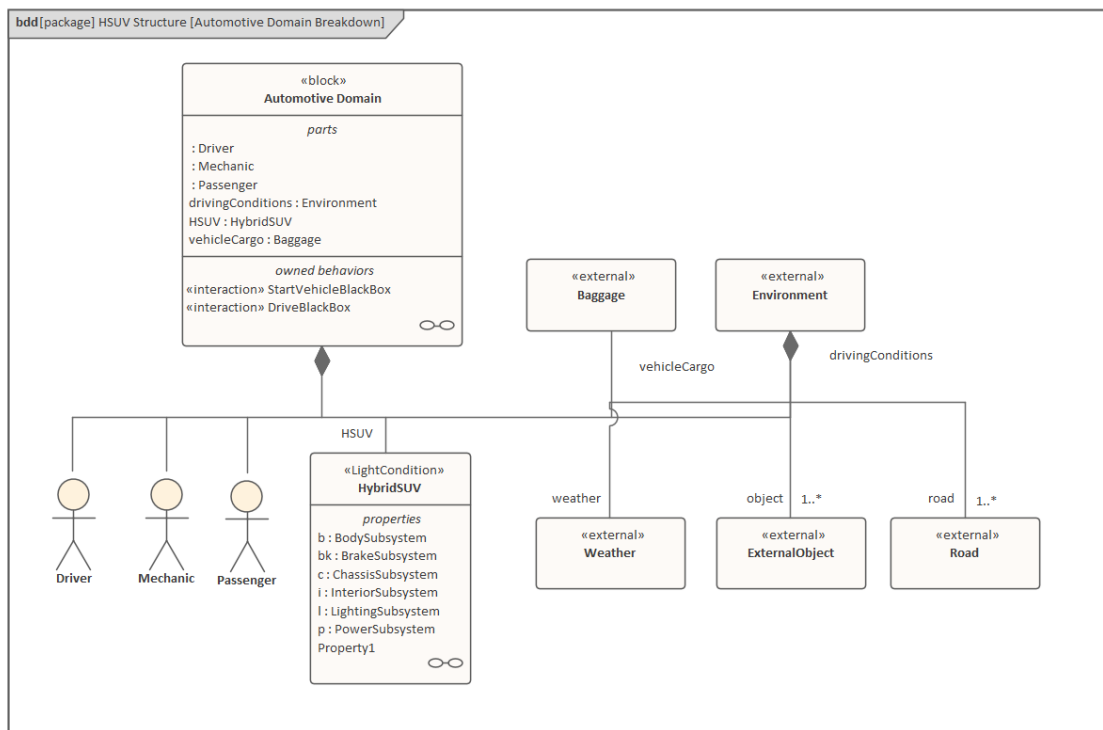 bdd[package] HSUV Structure [Automotive Domain Breakdown]
«block»
Automotive Domain
parts
: Driver
: Mechanic
: Passenger
drivingConditions : Environment
HSUV : HybridSUV
vehicleCargo : Baggage
owned behaviors
«interaction» StartVehicleBlackBox
«interaction» DriveBlackBox
«external»
Baggage
«external»
Environment
vehicleCargo
drivingConditions
HSUV
Driver
Mechanic
Passenger
«LightCondition»
HybridSUV
properties
b : BodySubsystem
bk : BrakeSubsystem
c : ChassisSubsystem
i : InteriorSubsystem
l : LightingSubsystem
p : PowerSubsystem
Property1
weather
object 1..*
road 1..*
«external»
Weather
«external»
ExternalObject
«external»
Road